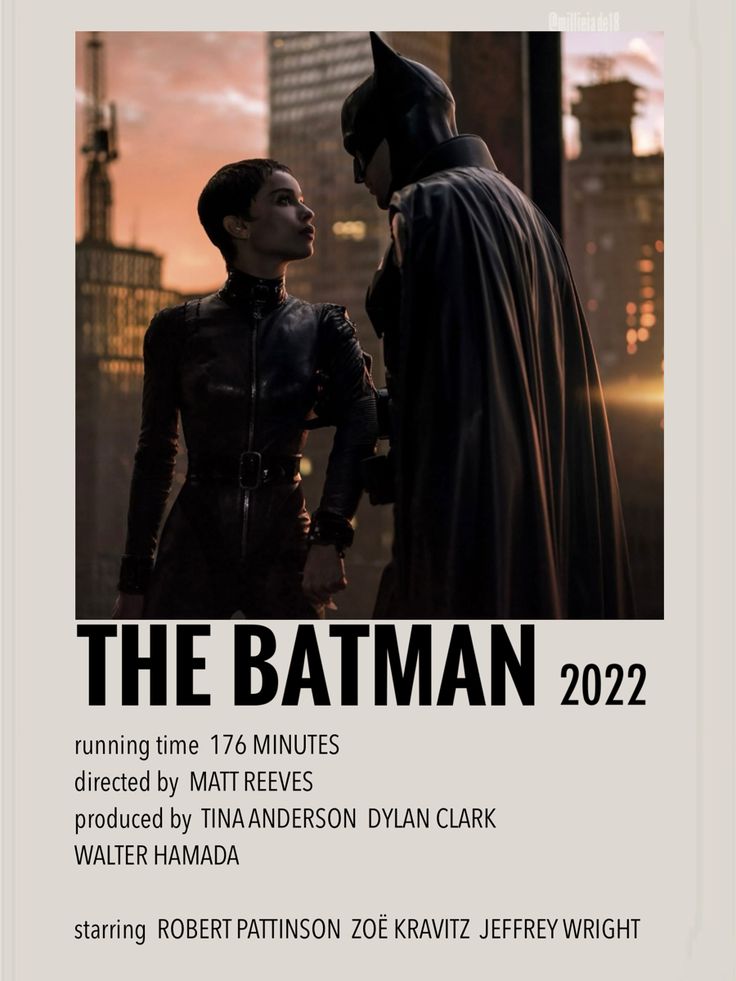 THE BATMAN 2022
running time 176 MINUTES
directed by MATT REEVES
produced by TINA ANDERSON DYLAN CLARK
WALTER HAMADA
starring ROBERT PATTINSON ZOË KRAVITZ JEFFREY WRIGHT